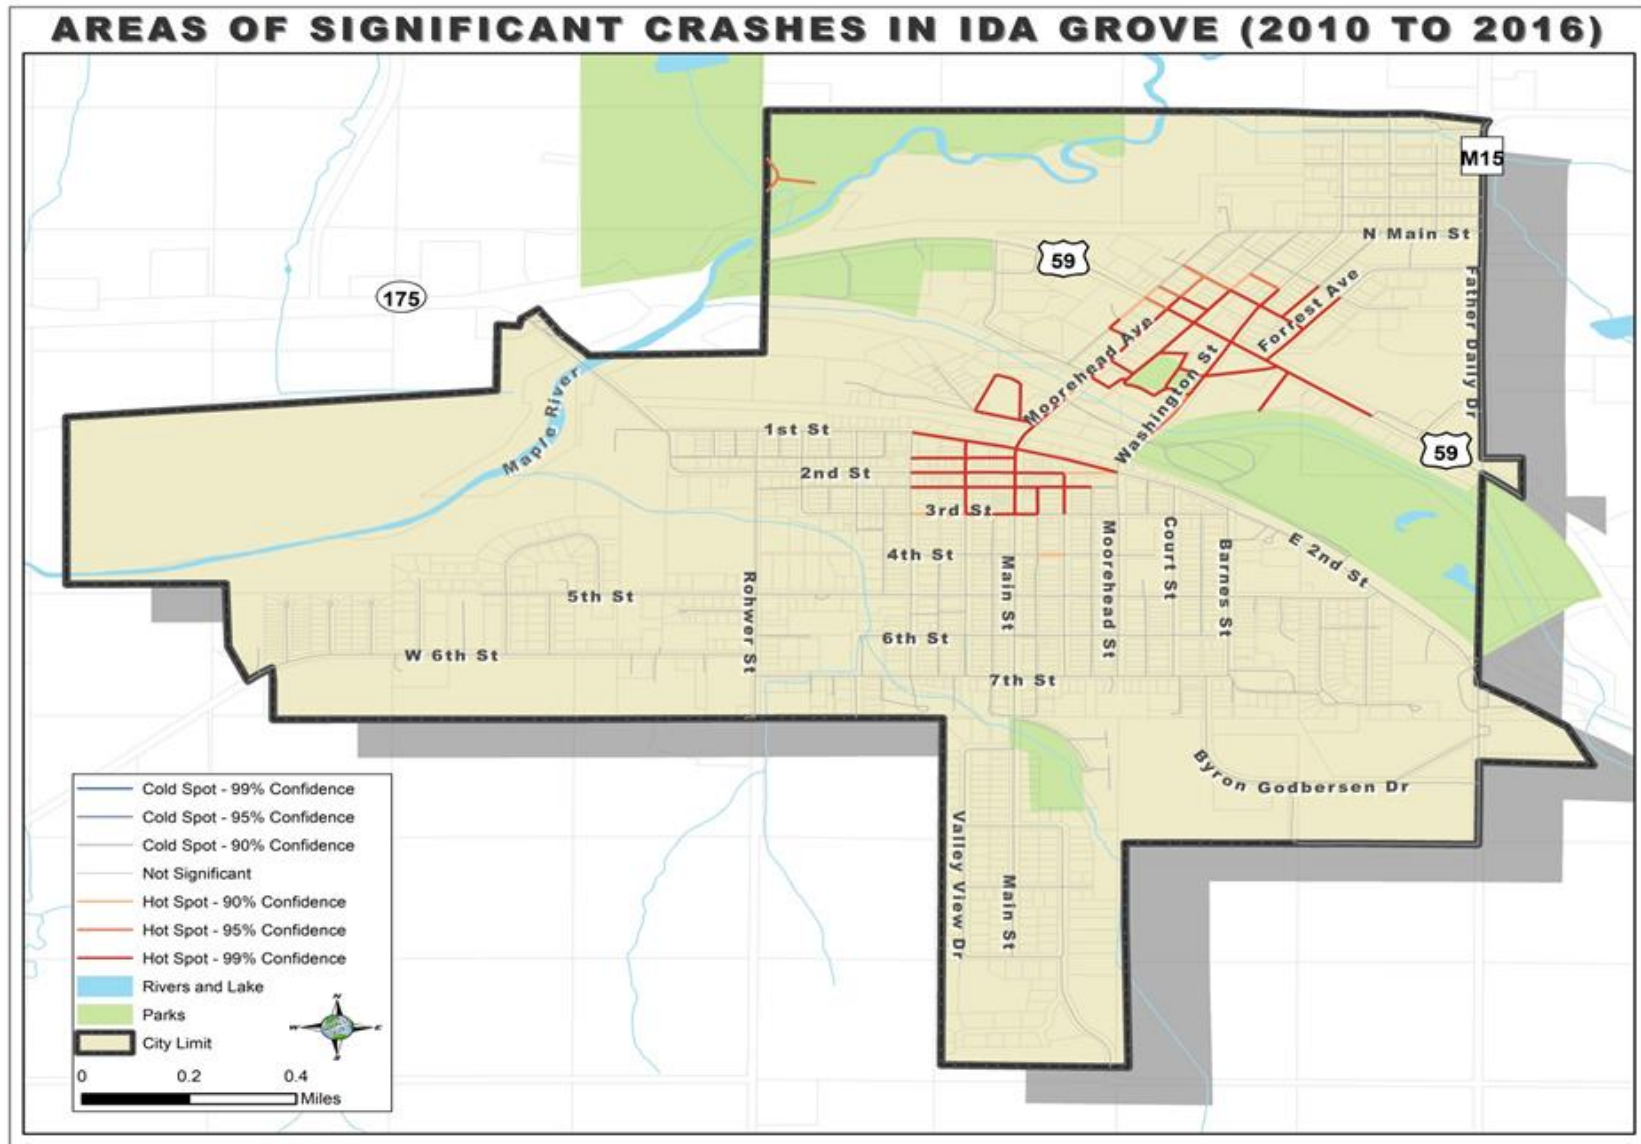 AREAS OF SIGNIFICANT CRASHES IN IDA GROVE (2010 TO 2016)
M15
N Main St
59
175
Father Daily Dr
Forrest Ave
Moorehead Ave
Washington St
Maple River
1st St
59
2nd St
3rd St
4th St
Main St
Moorehead St
Court St
Barnes St
E 2nd St
5th St
Rohwer St
6th St
W 6th St
7th St
Byron Godbersen Dr
Valley View Dr
Main St
Cold Spot - 99% Confidence
Cold Spot - 95% Confidence
Cold Spot - 90% Confidence
Not Significant
Hot Spot - 90% Confidence
Hot Spot - 95% Confidence
Hot Spot - 99% Confidence
Rivers and Lake
Parks
City Limit
N
W E
S
0 0.2 0.4
Miles